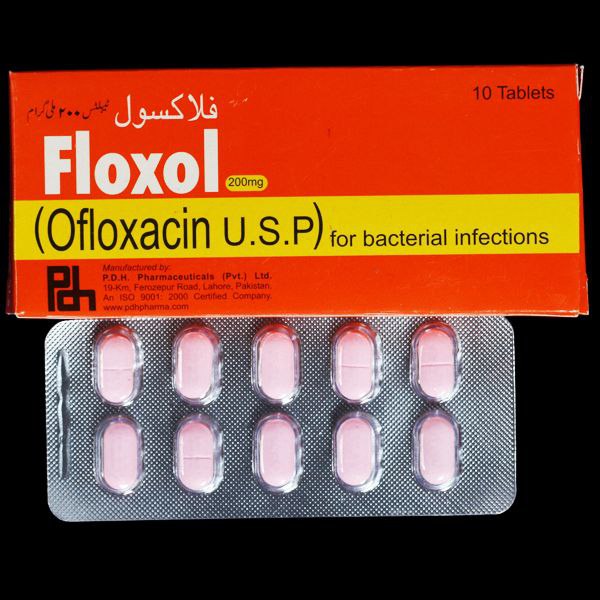 فلاکسول ٹیبلٹس ۲۰۰ ملی گرام
10 Tablets
Floxol 200mg
(Ofloxacin U.S.P) for bacterial infections
Pdh
Manufactured by:
P.D.H. Pharmaceuticals (Pvt.) Ltd.
19-Km, Ferozepur Road, Lahore, Pakistan.
An ISO 9001: 2000 Certified Company.
www.pdhpharma.com